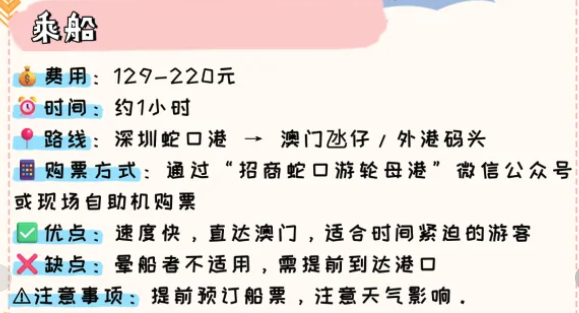 乘船
💰费用：129-220元
⏰时间：约1小时
📍路线：深圳蛇口港 → 澳门氹仔/外港码头
📱购票方式：通过“招商蛇口游轮母港”微信公众号
或现场自助机购票
✅优点：速度快，直达澳门，适合时间紧迫的游客
❌缺点：晕船者不适用，需提前到达港口
⚠注意事项：提前预订船票，注意天气影响.